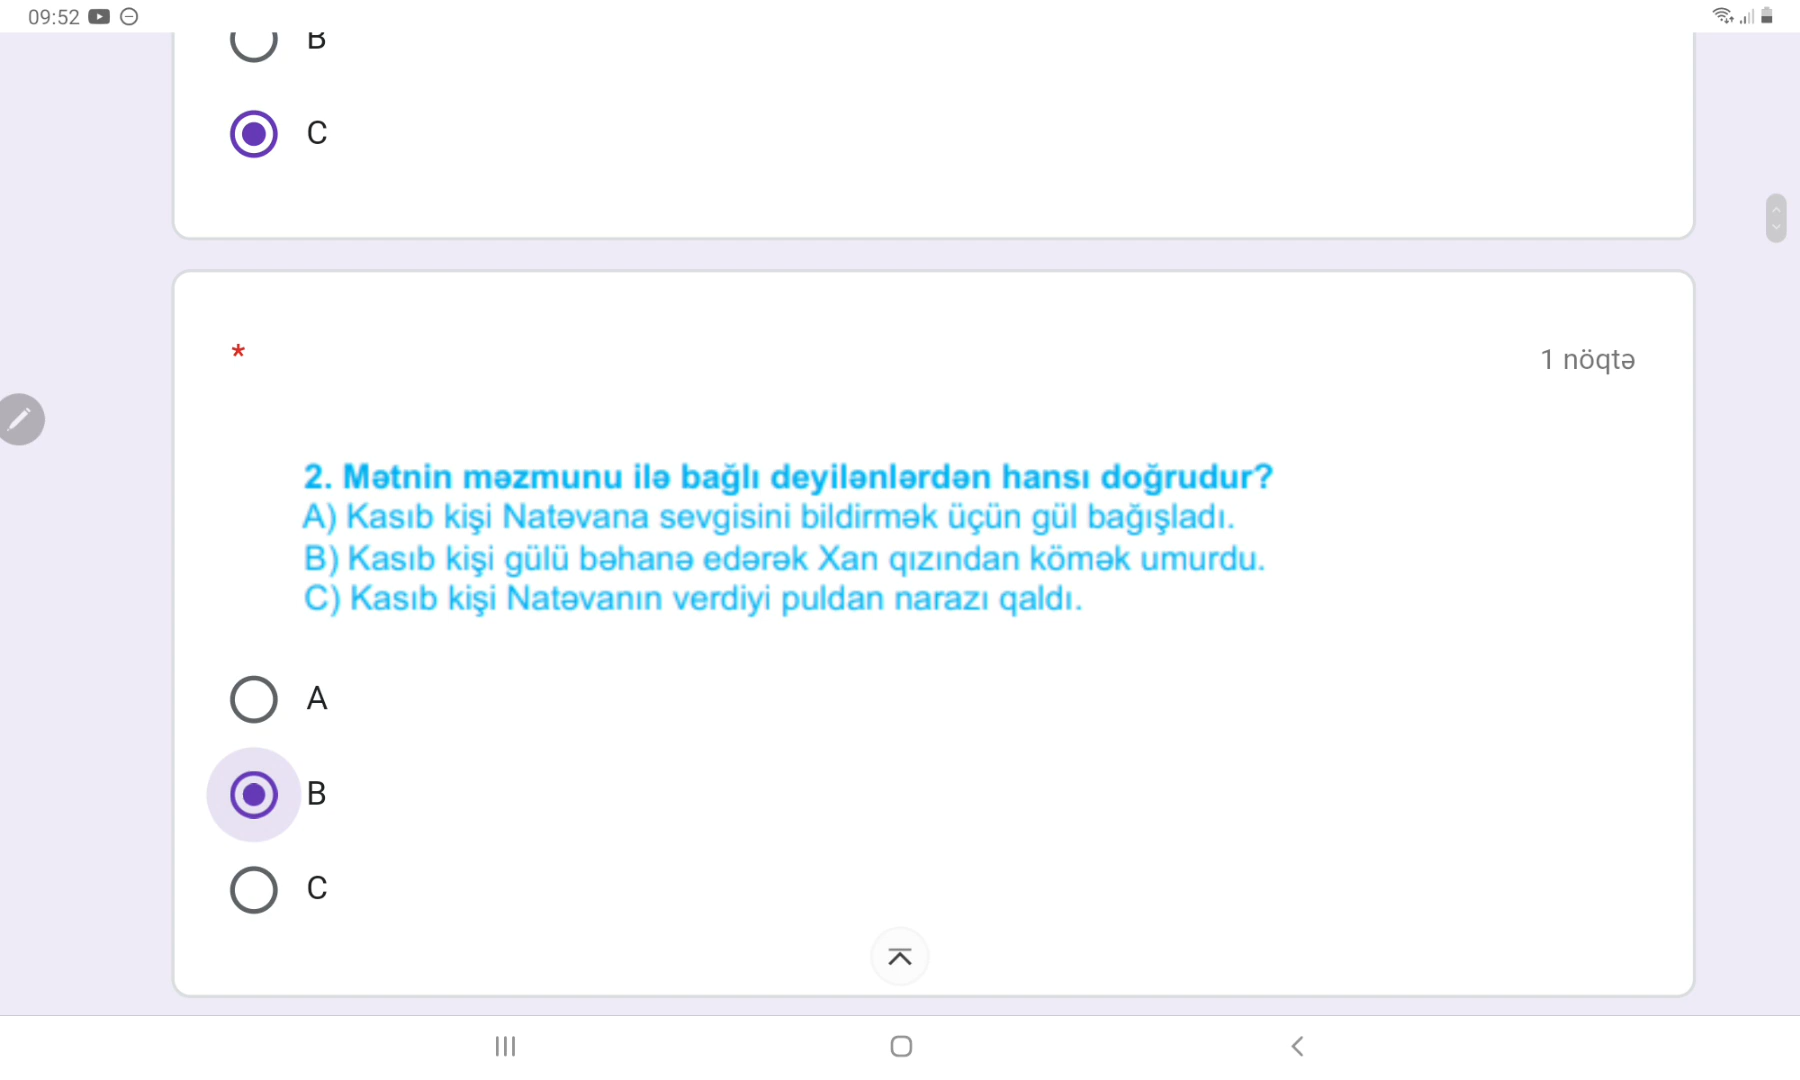 09:52
B
C
*
1 nöqtə
2. Mətnin məzmunu ilə bağlı deyilənlərdən hansı doğrudur?
A) Kasıb kişi Natəvana sevgisini bildirmək üçün gül bağışladı.
B) Kasıb kişi gülü bəhanə edərək Xan qızından kömək umurdu.
C) Kasıb kişi Natəvanın verdiyi puldan narazı qaldı.
A
B
C